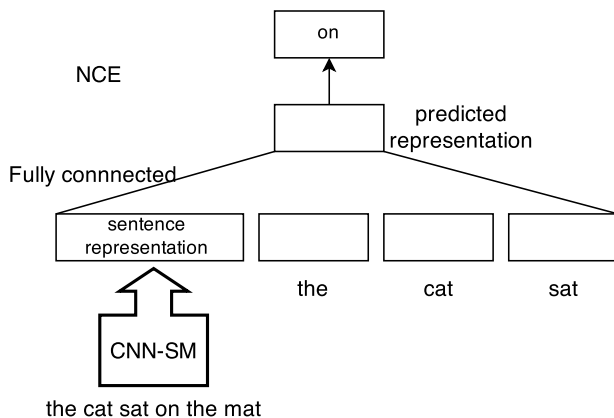 on
NCE
predicted
representation
Fully connnected
sentence
representation
the
cat
sat
CNN-SM
the cat sat on the mat